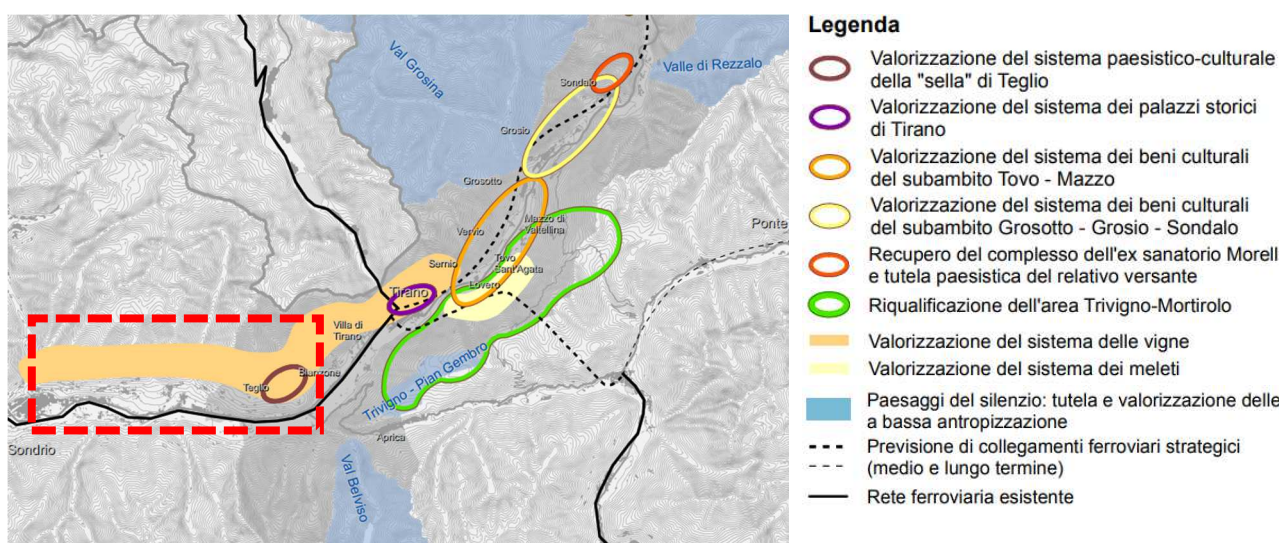 Val Grosina
Valle di Rezzalo
Sondalo
Grosio
Grosotto
Mazzo di
Valtellina
Vervio
Ponte
Tovo
Sant'Agata
Sernio
Lovero
Tirano
Villa di
Tirano
Bianzone
Teglio
Trivigno - Pian Gembro
Aprica
Sondrio
Val Belviso
Legenda
Valorizzazione del sistema paesistico-culturale
della "sella" di Teglio
Valorizzazione del sistema dei palazzi storici
di Tirano
Valorizzazione del sistema dei beni culturali
del subambito Tovo - Mazzo
Valorizzazione del sistema dei beni culturali
del subambito Grosotto - Grosio - Sondalo
Recupero del complesso dell'ex sanatorio Morell
e tutela paesistica del relativo versante
Riqualificazione dell'area Trivigno-Mortirolo
Valorizzazione del sistema delle vigne
Valorizzazione del sistema dei meleti
Paesaggi del silenzio: tutela e valorizzazione delle
a bassa antropizzazione
Previsione di collegamenti ferroviari strategici
(medio e lungo termine)
Rete ferroviaria esistente